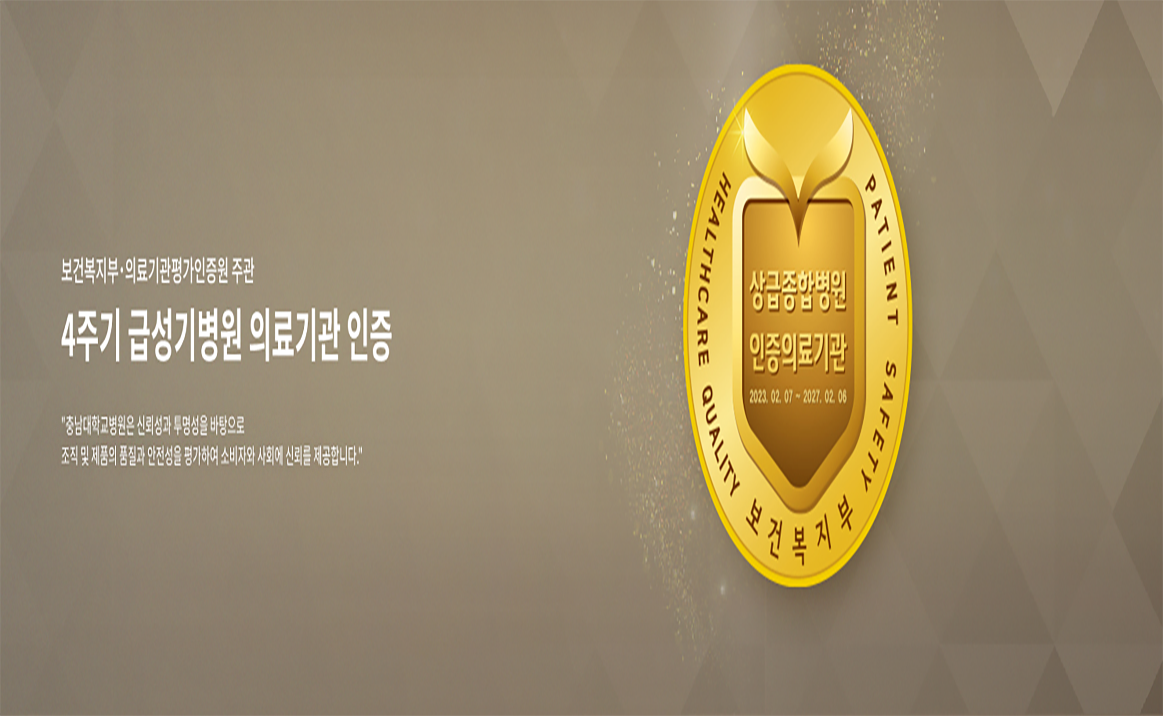 보건복지부·의료기관평가인증원 주관
4주기 급성기병원 의료기관 인증
"충남대학교병원은 신뢰성과 투명성을 바탕으로
조직 및 제품의 품질과 안전성을 평가하여 소비자와 사회에 신뢰를 제공합니다."
HEALTHCARE QUALITY
PATIENT SAFETY
상급종합병원
인증의료기관
2023. 02. 07 ~ 2027. 02. 06
보건복지부